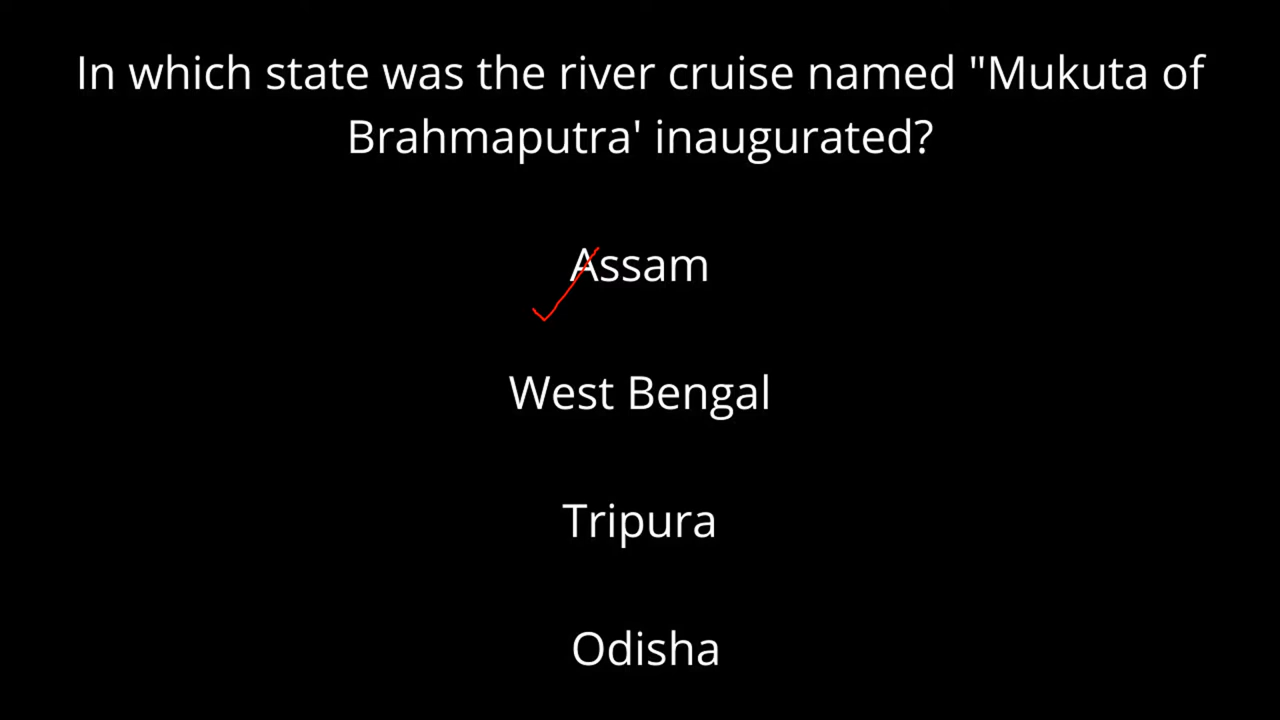 In which state was the river cruise named "Mukuta of
Brahmaputra' inaugurated?
Assam
West Bengal
Tripura
Odisha